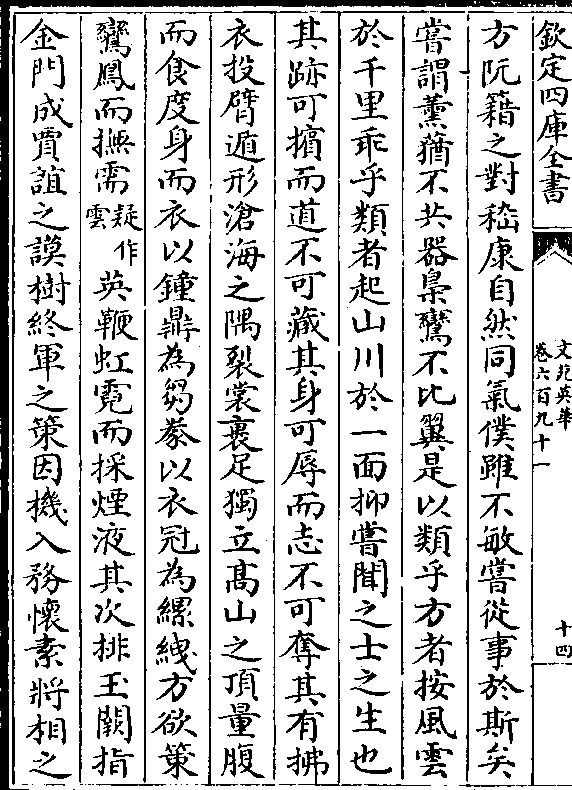 欽定四庫全書
文苑英華
卷六百九十一
十四
方阮籍之對嵇康自然同氣僕雖不敏嘗從事於斯矣
嘗謂薰蕕不共器梟鸞不比翼是以類乎方者按風雲
於千里乖乎類者起山川於一面抑嘗聞之士之生也
其跡可擯而道不可藏其身可辱而志不可奪其有拂
衣投臂遁形滄海之隅裂裳裹足獨立髙山之頂量腹
而食度身而衣以鐘鼎為芻豢以衣冠為縲絏方欲策
鸞鳳而撫需疑作雲英鞭虹霓而採煙液其次排玉闕指
金門成賈誼之謨樹終軍之策因機入務懷素將相之